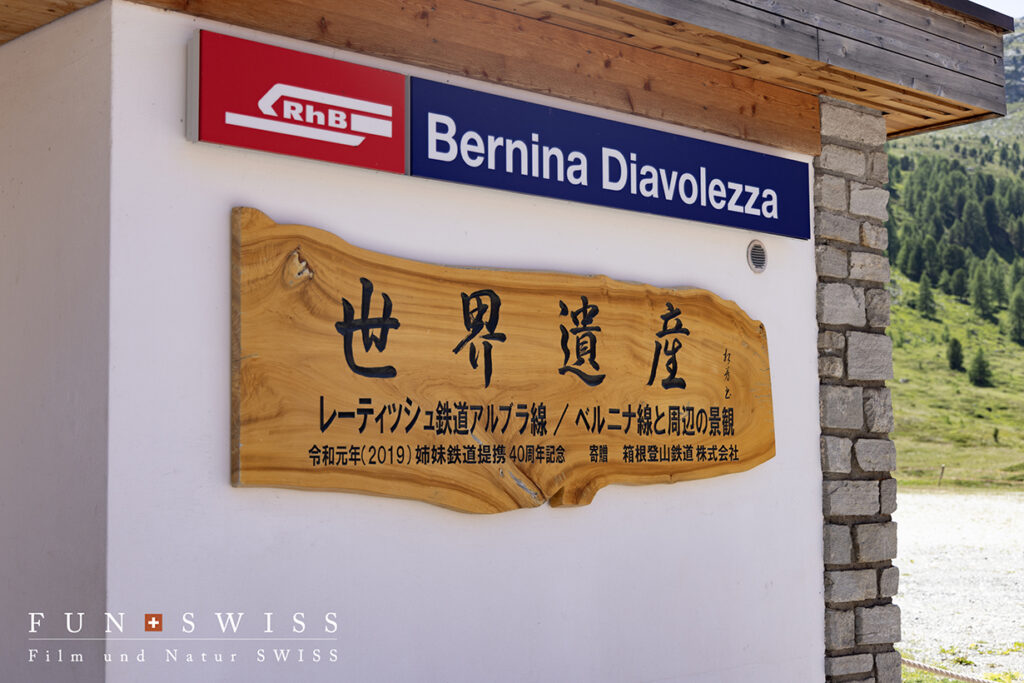 RhB
Bernina Diavolezza
世界遺産
レーティッシュ鉄道アルブラ線 / ベルニナ線と周辺の景観
令和元年(2019) 姉妹鉄道提携 40周年記念 寄贈 箱根登山鉄道 株式会社
FUN SWISS
Film und Natur SWISS